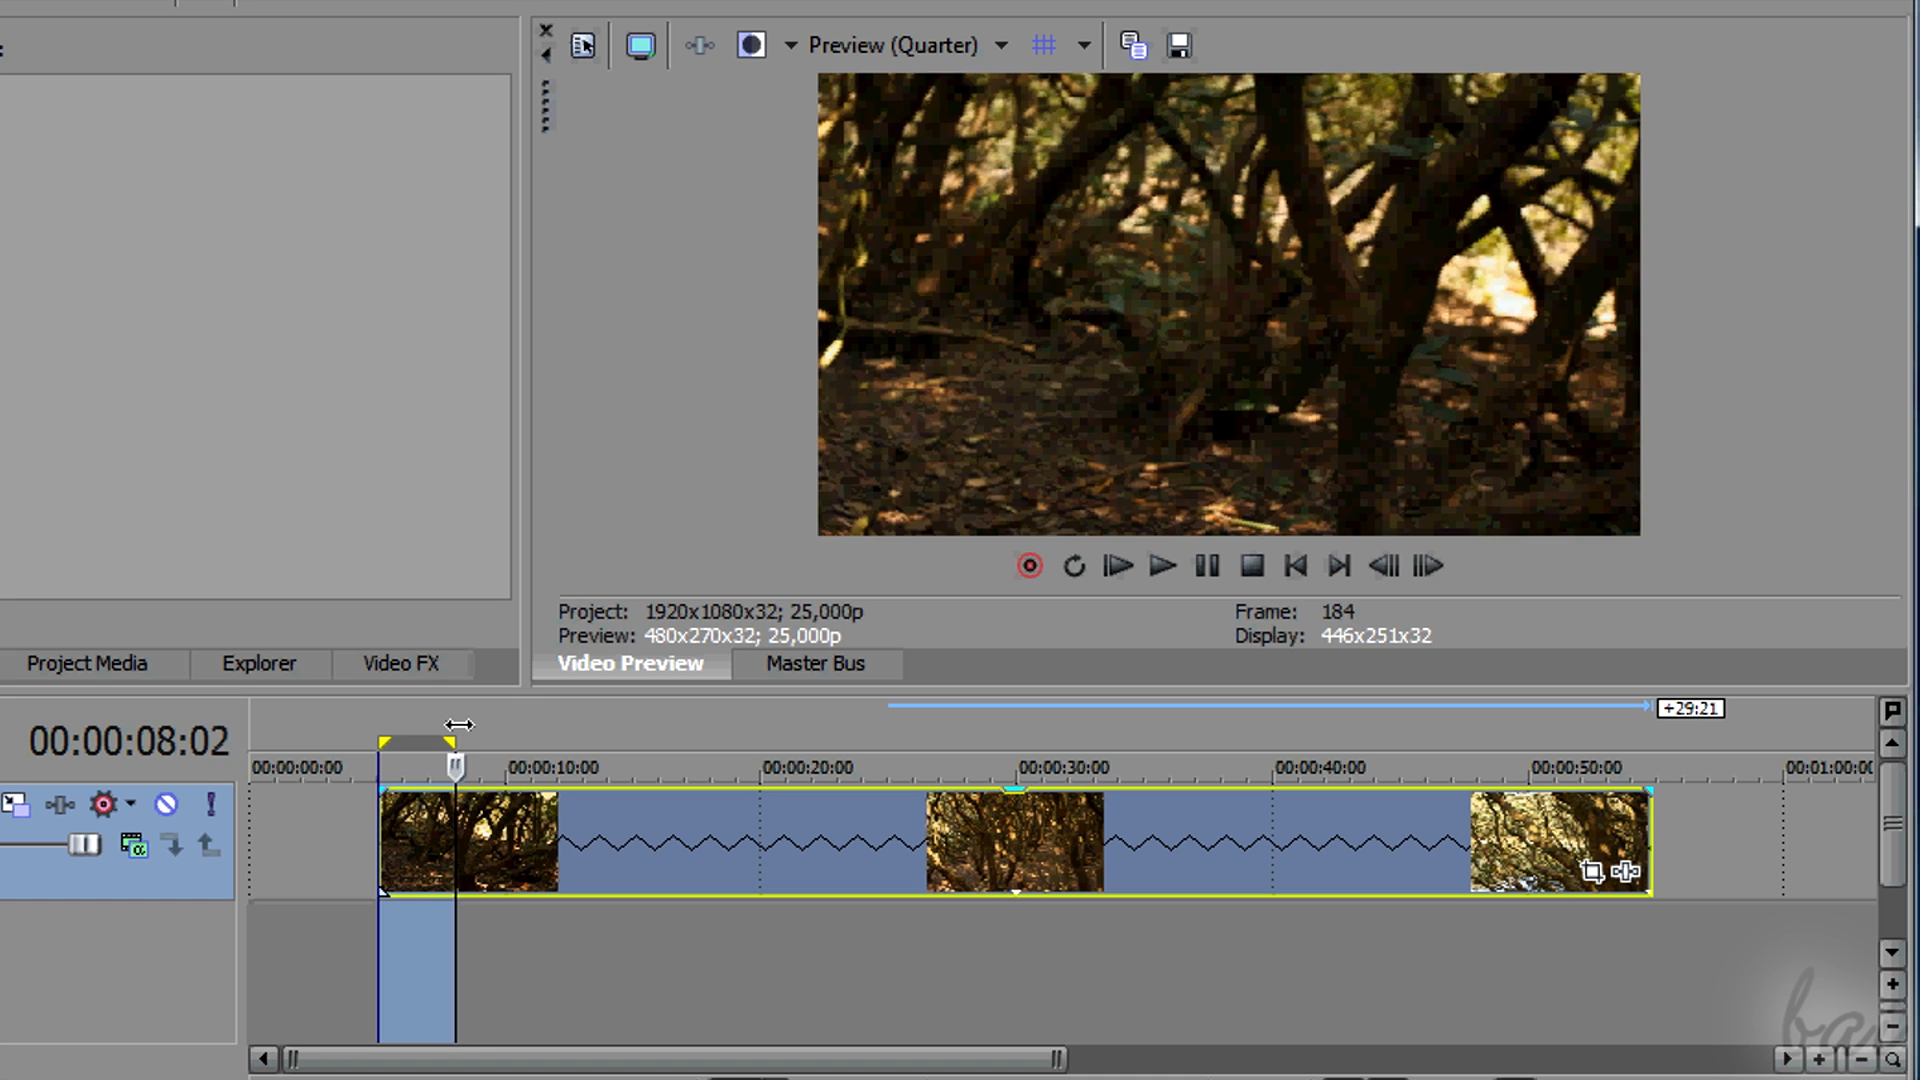 :
Preview (Quarter)
Project: 1920x1080x32; 25,000p
Frame: 184
Preview: 480x270x32; 25,000p
Display: 446x251x32
Project Media
Explorer
Video FX
Video Preview
Master Bus
+29:21
00:00:08:02
00:00:00:00
00:00:10:00
00:00:20:00
00:00:30:00
00:00:40:00
00:00:50:00
00:01:00:00